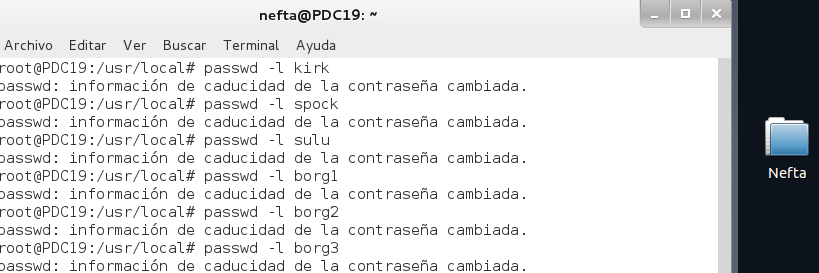 nefta@PDC19: ~
Archivo Editar Ver Buscar Terminal Ayuda
root@PDC19:/usr/local# passwd -l kirk
passwd: información de caducidad de la contraseña cambiada.
root@PDC19:/usr/local# passwd -l spock
passwd: información de caducidad de la contraseña cambiada.
root@PDC19:/usr/local# passwd -l sulu
passwd: información de caducidad de la contraseña cambiada.
root@PDC19:/usr/local# passwd -l borg1
passwd: información de caducidad de la contraseña cambiada.
root@PDC19:/usr/local# passwd -l borg2
passwd: información de caducidad de la contraseña cambiada.
root@PDC19:/usr/local# passwd -l borg3
passwd: información de caducidad de la contraseña cambiada.
Nefta